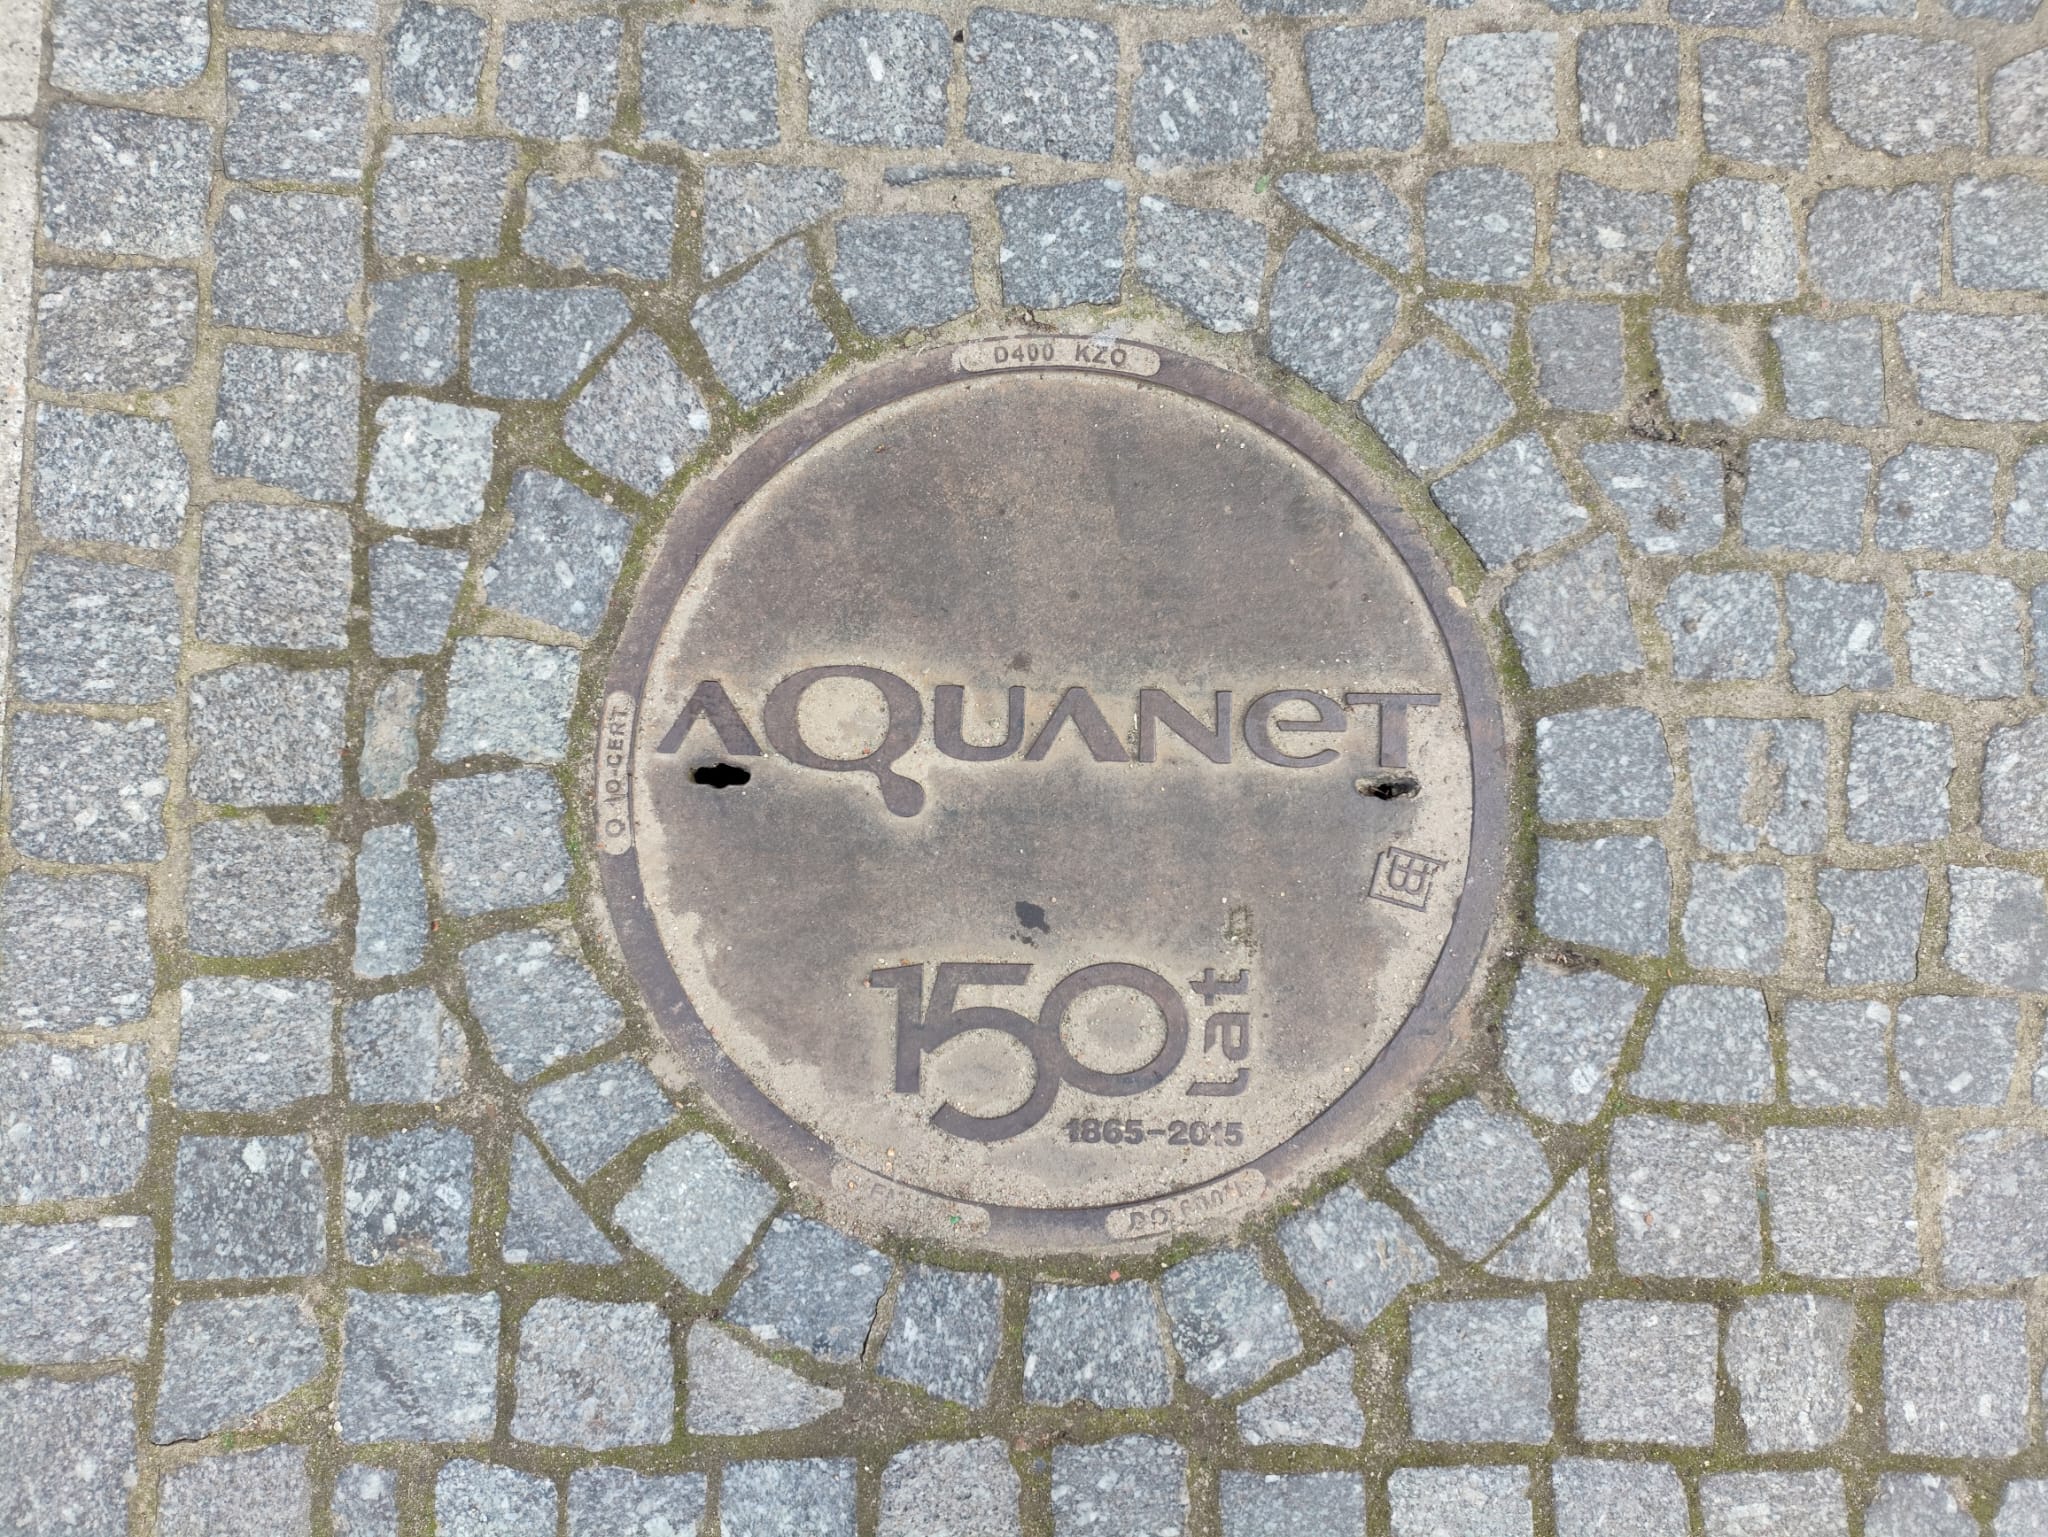 D400 KZO
Q 10-CERT
AQUANET
150 lat
1865-2015